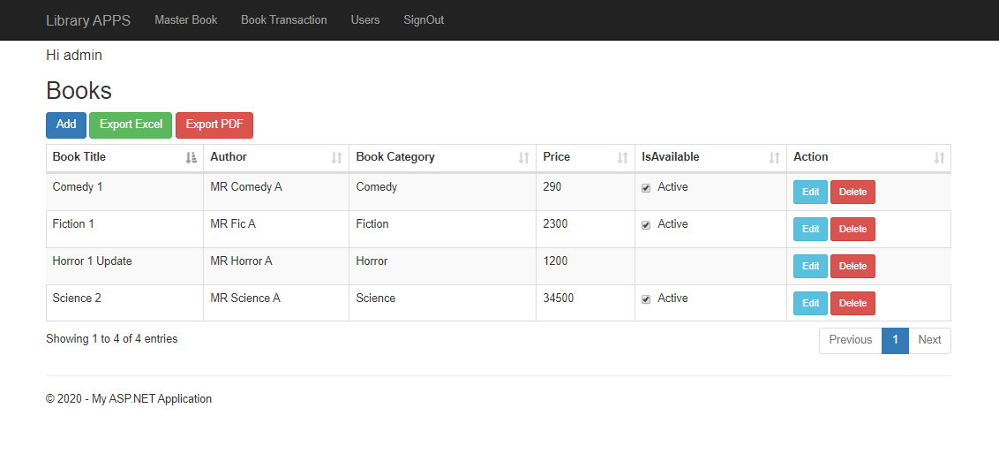 Library APPS Master Book Book Transaction Users SignOut
Hi admin
Books
Add Export Excel Export PDF
Book Title Author Book Category Price IsAvailable Action
Comedy 1 MR Comedy A Comedy 290 Active Edit Delete
Fiction 1 MR Fic A Fiction 2300 Active Edit Delete
Horror 1 Update MR Horror A Horror 1200 Edit Delete
Science 2 MR Science A Science 34500 Active Edit Delete
Showing 1 to 4 of 4 entries Previous 1 Next
© 2020 - My ASP.NET Application